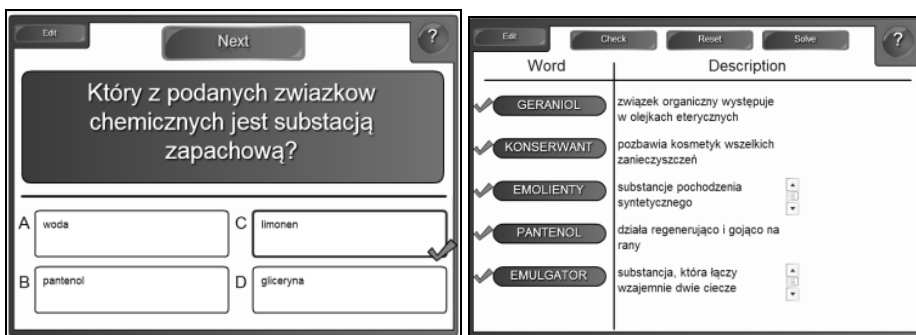 Edit
Next
?
Który z podanych zwiazkow
chemicznych jest substacją
zapachową?
A
woda
C
limonen
B
pantenol
D
gliceryna
Edit
Check
Reset
Solve
?
Word
Description
GERANIOL
związek organiczny występuje
w olejkach eterycznych
KONSERWANT
pozbawia kosmetyk wszelkich
zanieczyszczeń
EMOLIENTY
substancje pochodzenia
syntetycznego
PANTENOL
działa regenerująco i gojąco na
rany
EMULGATOR
substancja, która łączy
wzajemnie dwie ciecze